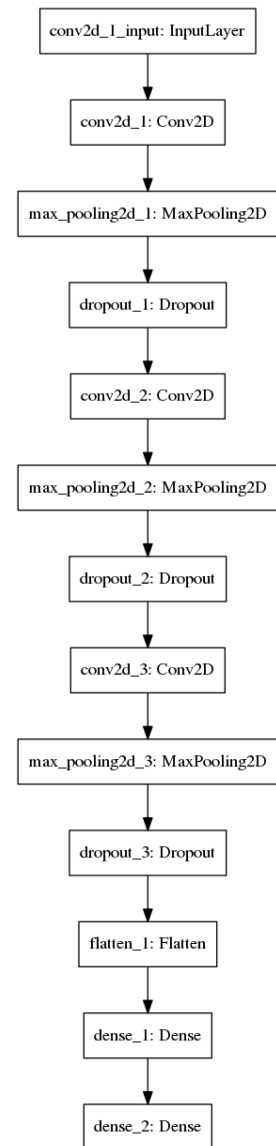 conv2d_1_input: InputLayer
conv2d_1: Conv2D
max_pooling2d_1: MaxPooling2D
dropout_1: Dropout
conv2d_2: Conv2D
max_pooling2d_2: MaxPooling2D
dropout_2: Dropout
conv2d_3: Conv2D
max_pooling2d_3: MaxPooling2D
dropout_3: Dropout
flatten_1: Flatten
dense_1: Dense
dense_2: Dense